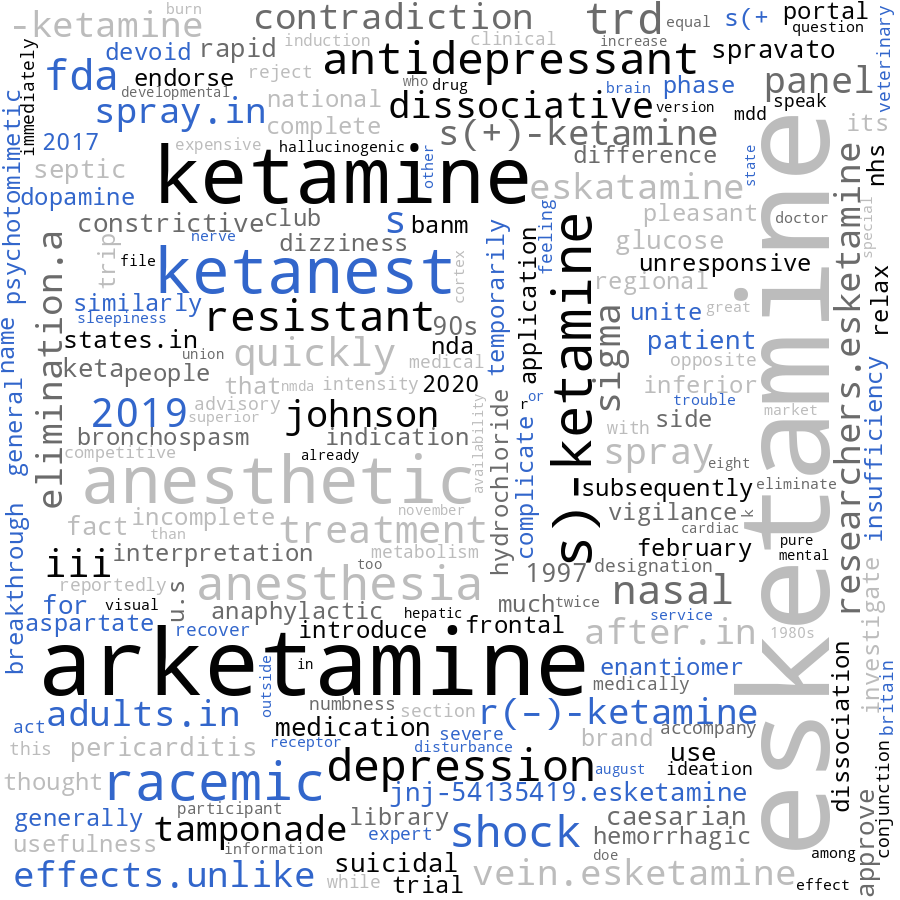 burn
-ketamine
contradiction
trd
equal
s(+
portal
question
devoid
rapid
induction
clinical
increase
immediately
antidepressant
spravato
veterinary
fda
endorse
reject
who
drug
brain
phase
panel
developmental
spray.in
national
dissociative
version
mdd
speak
its
2017
complete
s(+)-ketamine
expensive
hallucinogenic
other
difference
state
nhs
septic
ketamine
eskatamine
dopamine
psychotomimetic
constrictive
club
s
banm
pleasant
doctor
special
nerve
dizziness
feeling
glucose
trip
file
ketanest
cortex
temporarily
application
unresponsive
regional
similarly
sleepiness
resistant
90s
unite
great
relax
elimination.a
states.in
union
quickly
nda
medical
s)-ketamine
sigma
patient
opposite
name
keta
people
that
nmda
intensity
2020
inferior
trouble
2019
advisory
superior
johnson
r
or
market
general
bronchospasm
indication
with
side
competitive
already
availability
hydrochloride
complicate
spray
eight
esketamine
researchers.esketamine
insufficiency
anesthetic
subsequently
eliminate
november
vigilance
k
fact
incomplete
than
treatment
cardiac
pure
mental
breakthrough
iii
interpretation
metabolism
too
february
designation
reportedly
u.s
anesthesia
1997
nasal
investigate
for
visual
anaphylactic
hepatic
much
twice
service
aspartate
recover
introduce
frontal
after.in
1980s
arketamine
outside
in
enantiomer
medically
dissociation
britain
numbness
section
r(−)-ketamine
act
adults.in
medication
severe
accompany
this
pericarditis
receptor
disturbance
brand
use
thought
racemic
depression
august
ideation
conjunction
jnj-54135419.esketamine
approve
generally
participant
library
caesarian
usefulness
tamponade
expert
shock
hemorrhagic
information
suicidal
doe
among
effects.unlike
while
trial
vein.esketamine
effect